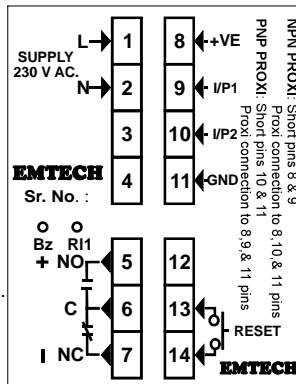 L 1 8 +VE
SUPPLY
230 V AC.
N 2 9 I/P1
3 10 I/P2
EMTECH
4 11 GND
Sr. No. :
Bz Rl1
+ NO 5 12
C 6 13
RESET
I NC 7 14
EMTECH
NPN PROXI: Short pins 8 & 9
Proxi connection to 8,10,& 11 pins
PNP PROXI: Short pins 10 & 11
Proxi connection to 8,9,& 11 pins